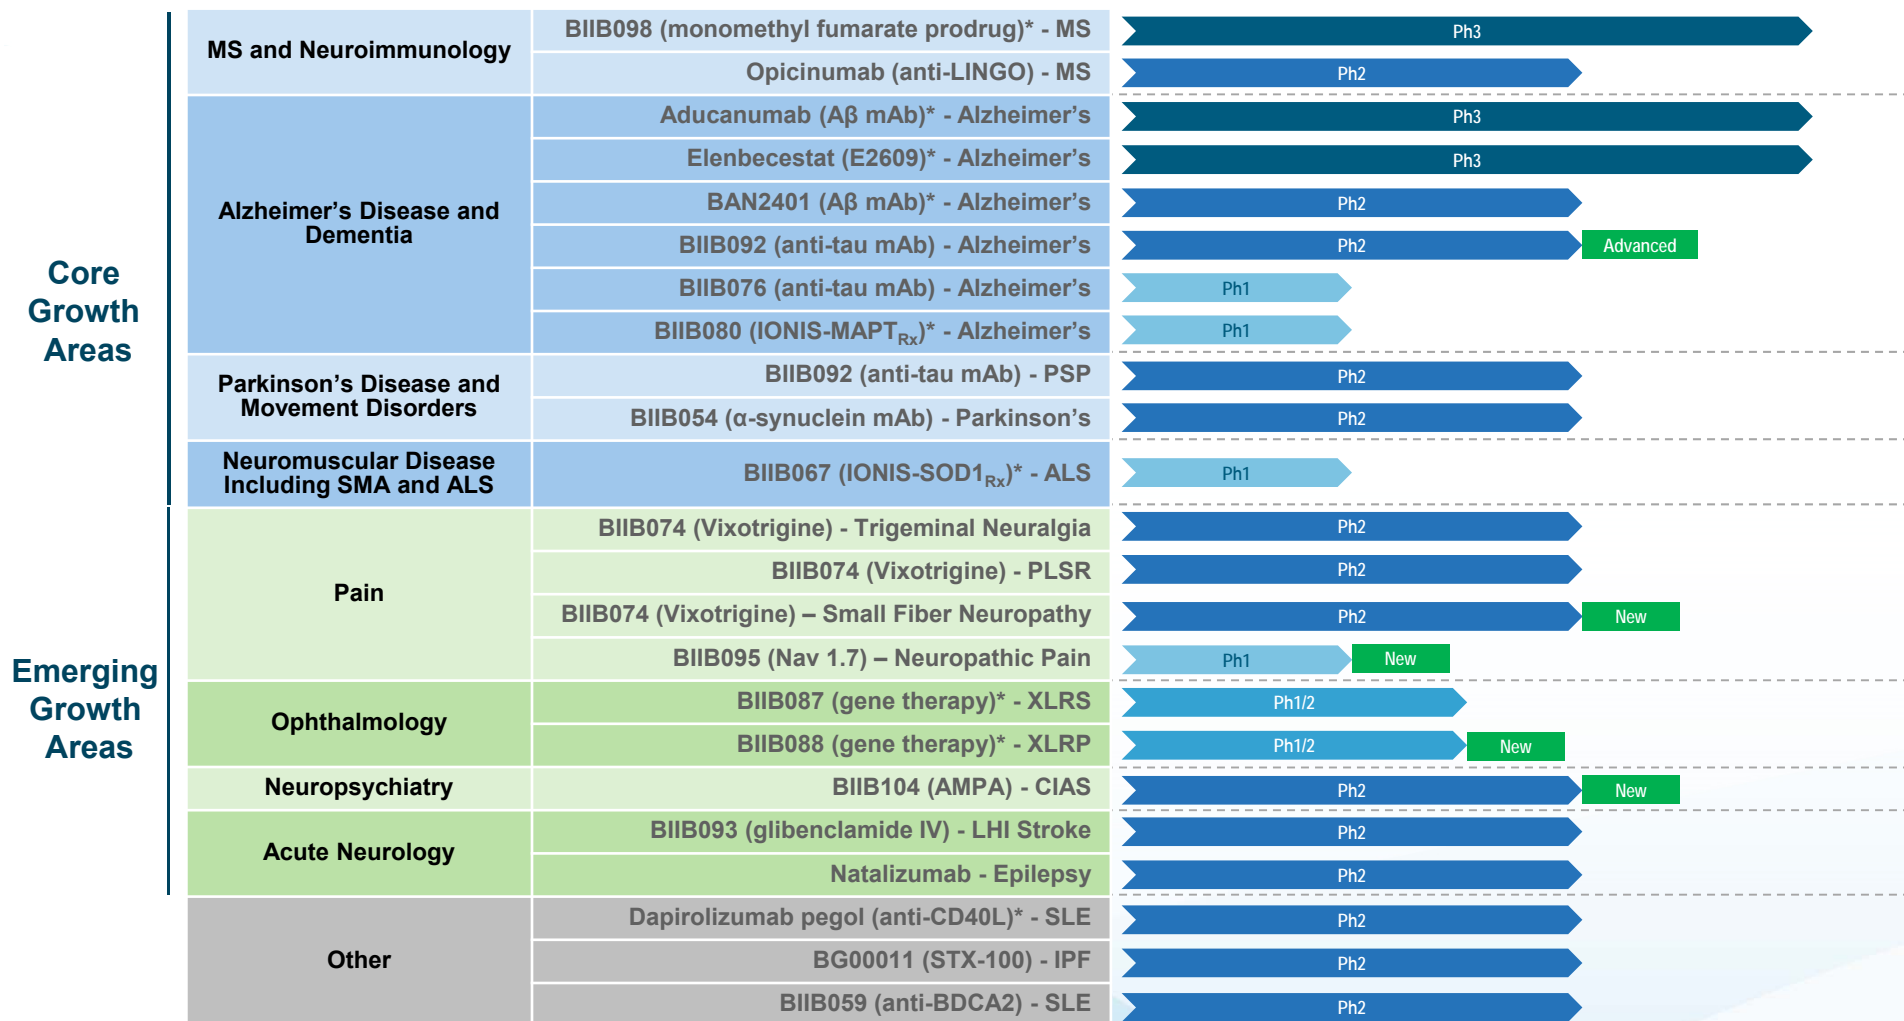 Core
Growth
Areas
MS and Neuroimmunology
BIIB098 (monomethyl fumarate prodrug)* - MS
Ph3
Opicinumab (anti-LINGO) - MS
Ph2
Alzheimer's Disease and
Dementia
Aducanumab (Aβ mAb)* - Alzheimer's
Ph3
Elenbecestat (E2609)* - Alzheimer's
Ph3
BAN2401 (Aβ mAb)* - Alzheimer's
Ph2
BIIB092 (anti-tau mAb) - Alzheimer's
Ph2
Advanced
BIIB076 (anti-tau mAb) - Alzheimer's
Ph1
BIIB080 (IONIS-MAPTRx)* - Alzheimer's
Ph1
Parkinson's Disease and
Movement Disorders
BIIB092 (anti-tau mAb) - PSP
Ph2
BIIB054 (α-synuclein mAb) - Parkinson's
Ph2
Neuromuscular Disease
Including SMA and ALS
BIIB067 (IONIS-SOD1Rx)* - ALS
Ph1
Emerging
Growth
Areas
Pain
BIIB074 (Vixotrigine) - Trigeminal Neuralgia
Ph2
BIIB074 (Vixotrigine) - PLSR
Ph2
BIIB074 (Vixotrigine) – Small Fiber Neuropathy
Ph2
New
BIIB095 (Nav 1.7) – Neuropathic Pain
Ph1
New
Ophthalmology
BIIB087 (gene therapy)* - XLRS
Ph1/2
BIIB088 (gene therapy)* - XLRP
Ph1/2
New
Neuropsychiatry
BIIB104 (AMPA) - CIAS
Ph2
New
Acute Neurology
BIIB093 (glibenclamide IV) - LHI Stroke
Ph2
Natalizumab - Epilepsy
Ph2
Other
Dapirolizumab pegol (anti-CD40L)* - SLE
Ph2
BG00011 (STX-100) - IPF
Ph2
BIIB059 (anti-BDCA2) - SLE
Ph2